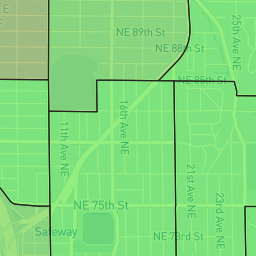 E
NE 89th St
25th Ave NE
NE 88th St
NE 85th St
16th Ave NE
11th Ave NE
21st Ave NE
23rd Ave NE
NE 75th St
Safeway
NE 73rd St